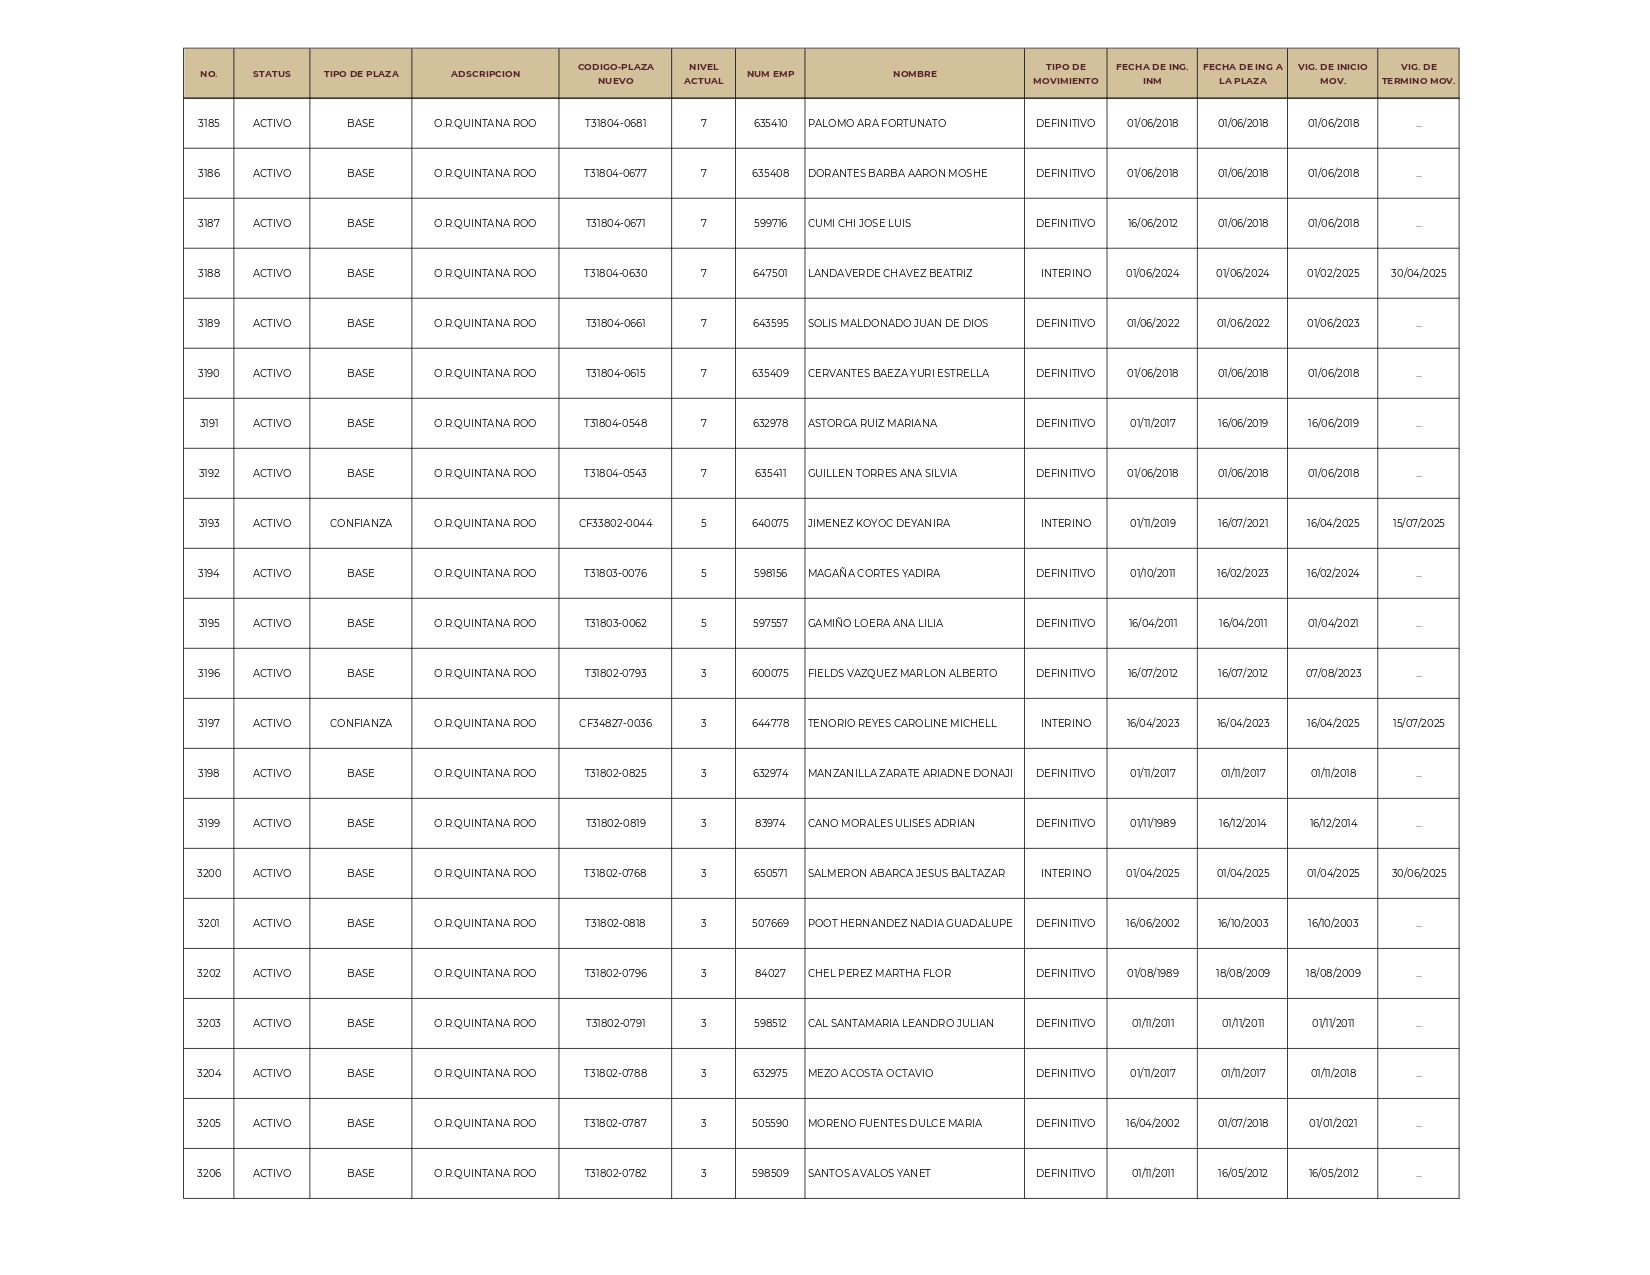 NO. STATUS TIPO DE PLAZA ADSCRIPCION CODIGO-PLAZA NUEVO NIVEL ACTUAL NUM EMP NOMBRE TIPO DE MOVIMIENTO FECHA DE ING. INM FECHA DE ING A LA PLAZA VIG. DE INICIO MOV. VIG. DE TERMINO MOV.
3185 ACTIVO BASE O.R.QUINTANA ROO T31804-0681 7 635410 PALOMO ARA FORTUNATO DEFINITIVO 01/06/2018 01/06/2018 01/06/2018 ...
3186 ACTIVO BASE O.R.QUINTANA ROO T31804-0677 7 635408 DORANTES BARBA AARON MOSHE DEFINITIVO 01/06/2018 01/06/2018 01/06/2018 ...
3187 ACTIVO BASE O.R.QUINTANA ROO T31804-0671 7 599716 CUMI CHI JOSE LUIS DEFINITIVO 16/06/2012 01/06/2018 01/06/2018 ...
3188 ACTIVO BASE O.R.QUINTANA ROO T31804-0630 7 647501 LANDAVERDE CHAVEZ BEATRIZ INTERINO 01/06/2024 01/06/2024 01/02/2025 30/04/2025
3189 ACTIVO BASE O.R.QUINTANA ROO T31804-0661 7 643595 SOLIS MALDONADO JUAN DE DIOS DEFINITIVO 01/06/2022 01/06/2022 01/06/2023 ...
3190 ACTIVO BASE O.R.QUINTANA ROO T31804-0615 7 635409 CERVANTES BAEZA YURI ESTRELLA DEFINITIVO 01/06/2018 01/06/2018 01/06/2018 ...
3191 ACTIVO BASE O.R.QUINTANA ROO T31804-0548 7 632978 ASTORGA RUIZ MARIANA DEFINITIVO 01/11/2017 16/06/2019 16/06/2019 ...
3192 ACTIVO BASE O.R.QUINTANA ROO T31804-0543 7 635411 GUILLEN TORRES ANA SILVIA DEFINITIVO 01/06/2018 01/06/2018 01/06/2018 ...
3193 ACTIVO CONFIANZA O.R.QUINTANA ROO CF33802-0044 5 640075 JIMENEZ KOYOC DEYANIRA INTERINO 01/11/2019 16/07/2021 16/04/2025 15/07/2025
3194 ACTIVO BASE O.R.QUINTANA ROO T31803-0076 5 598156 MAGAÑA CORTES YADIRA DEFINITIVO 01/10/2011 16/02/2023 16/02/2024 ...
3195 ACTIVO BASE O.R.QUINTANA ROO T31803-0062 5 597557 GAMIÑO LOERA ANA LILIA DEFINITIVO 16/04/2011 16/04/2011 01/04/2021 ...
3196 ACTIVO BASE O.R.QUINTANA ROO T31802-0793 3 600075 FIELDS VAZQUEZ MARLON ALBERTO DEFINITIVO 16/07/2012 16/07/2012 07/08/2023 ...
3197 ACTIVO CONFIANZA O.R.QUINTANA ROO CF34827-0036 3 644778 TENORIO REYES CAROLINE MICHELL INTERINO 16/04/2023 16/04/2023 16/04/2025 15/07/2025
3198 ACTIVO BASE O.R.QUINTANA ROO T31802-0825 3 632974 MANZANILLA ZARATE ARIADNE DONAJI DEFINITIVO 01/11/2017 01/11/2017 01/11/2018 ...
3199 ACTIVO BASE O.R.QUINTANA ROO T31802-0819 3 83974 CANO MORALES ULISES ADRIAN DEFINITIVO 01/11/1989 16/12/2014 16/12/2014 ...
3200 ACTIVO BASE O.R.QUINTANA ROO T31802-0768 3 650571 SALMERON ABARCA JESUS BALTAZAR INTERINO 01/04/2025 01/04/2025 01/04/2025 30/06/2025
3201 ACTIVO BASE O.R.QUINTANA ROO T31802-0818 3 507669 POOT HERNANDEZ NADIA GUADALUPE DEFINITIVO 16/06/2002 16/10/2003 16/10/2003 ...
3202 ACTIVO BASE O.R.QUINTANA ROO T31802-0796 3 84027 CHEL PEREZ MARTHA FLOR DEFINITIVO 01/08/1989 18/08/2009 18/08/2009 ...
3203 ACTIVO BASE O.R.QUINTANA ROO T31802-0791 3 598512 CAL SANTAMARIA LEANDRO JULIAN DEFINITIVO 01/11/2011 01/11/2011 01/11/2011 ...
3204 ACTIVO BASE O.R.QUINTANA ROO T31802-0788 3 632975 MEZO ACOSTA OCTAVIO DEFINITIVO 01/11/2017 01/11/2017 01/11/2018 ...
3205 ACTIVO BASE O.R.QUINTANA ROO T31802-0787 3 505590 MORENO FUENTES DULCE MARIA DEFINITIVO 16/04/2002 01/07/2018 01/01/2021 ...
3206 ACTIVO BASE O.R.QUINTANA ROO T31802-0782 3 598509 SANTOS AVALOS YANET DEFINITIVO 01/11/2011 16/05/2012 16/05/2012 ...